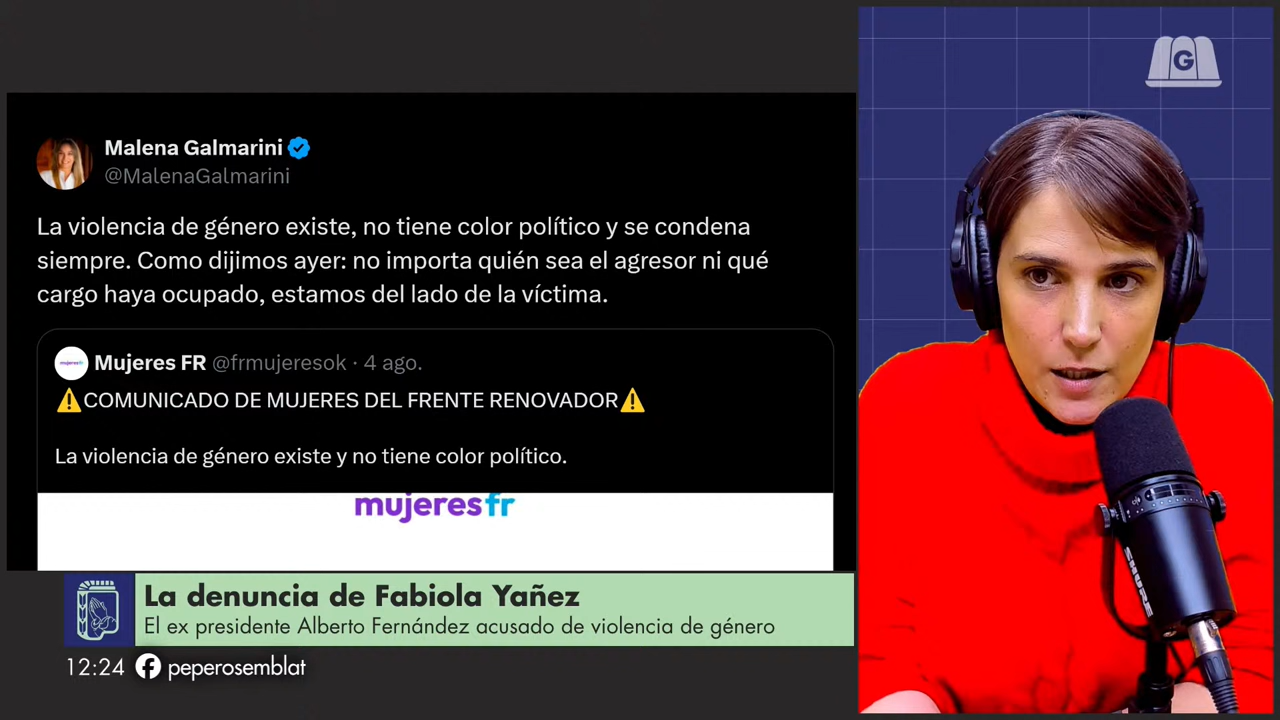 Malena Galmarini
@MalenaGalmarini
La violencia de género existe, no tiene color político y se condena
siempre. Como dijimos ayer: no importa quién sea el agresor ni qué
cargo haya ocupado, estamos del lado de la víctima.
Mujeres FR @frmujeresok · 4 ago.
⚠️COMUNICADO DE MUJERES DEL FRENTE RENOVADOR⚠️
La violencia de género existe y no tiene color político.
mujeresfr
La denuncia de Fabiola Yañez
El ex presidente Alberto Fernández acusado de violencia de género
12:24 peperosemblat
G
SHURE